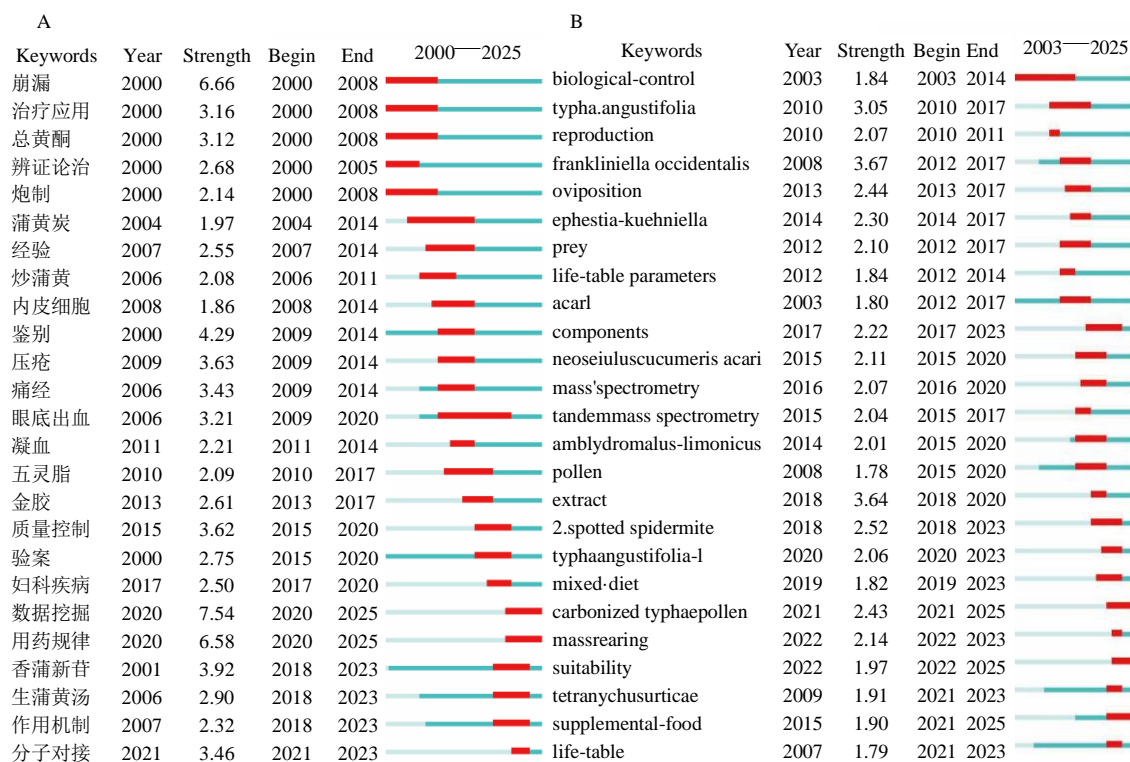 A
Keywords Year Strength Begin End 2000 — 2025
崩漏 2000 6.66 2000 2008
治疗应用 2000 3.16 2000 2008
总黄酮 2000 3.12 2000 2008
辨证论治 2000 2.68 2000 2005
炮制 2000 2.14 2000 2008
蒲黄炭 2004 1.97 2004 2014
经验 2007 2.55 2007 2014
炒蒲黄 2006 2.08 2006 2011
内皮细胞 2008 1.86 2008 2014
鉴别 2000 4.29 2009 2014
压疮 2009 3.63 2009 2014
痛经 2006 3.43 2009 2014
眼底出血 2006 3.21 2009 2020
凝血 2011 2.21 2011 2014
五灵脂 2010 2.09 2010 2017
金胶 2013 2.61 2013 2017
质量控制 2015 3.62 2015 2020
验案 2000 2.75 2015 2020
妇科疾病 2017 2.50 2017 2020
数据挖掘 2020 7.54 2020 2025
用药规律 2020 6.58 2020 2025
香蒲新苷 2001 3.92 2018 2023
生蒲黄汤 2006 2.90 2018 2023
作用机制 2007 2.32 2018 2023
分子对接 2021 3.46 2021 2023
B
Keywords Year Strength Begin End 2003 — 2025
biological-control 2003 1.84 2003 2014
typha.angustifolia 2010 3.05 2010 2017
reproduction 2010 2.07 2010 2011
frankliniella occidentalis 2008 3.67 2012 2017
oviposition 2013 2.44 2013 2017
ephestia-kuehniella 2014 2.30 2014 2017
prey 2012 2.10 2012 2017
life-table parameters 2012 1.84 2012 2014
acarl 2003 1.80 2012 2017
components 2017 2.22 2017 2023
neoseiuluscucumeris acari 2015 2.11 2015 2020
mass'spectrometry 2016 2.07 2016 2020
tandemmass spectrometry 2015 2.04 2015 2017
amblydromalus-limonicus 2014 2.01 2015 2020
pollen 2008 1.78 2015 2020
extract 2018 3.64 2018 2020
2.spotted spidermite 2018 2.52 2018 2023
typhaangustifolia-l 2020 2.06 2020 2023
mixed·diet 2019 1.82 2019 2023
carbonized typhaepollen 2021 2.43 2021 2025
massrearing 2022 2.14 2022 2023
suitability 2022 1.97 2022 2025
tetranychusurticae 2009 1.91 2021 2023
supplemental-food 2015 1.90 2021 2025
life-table 2007 1.79 2021 2023